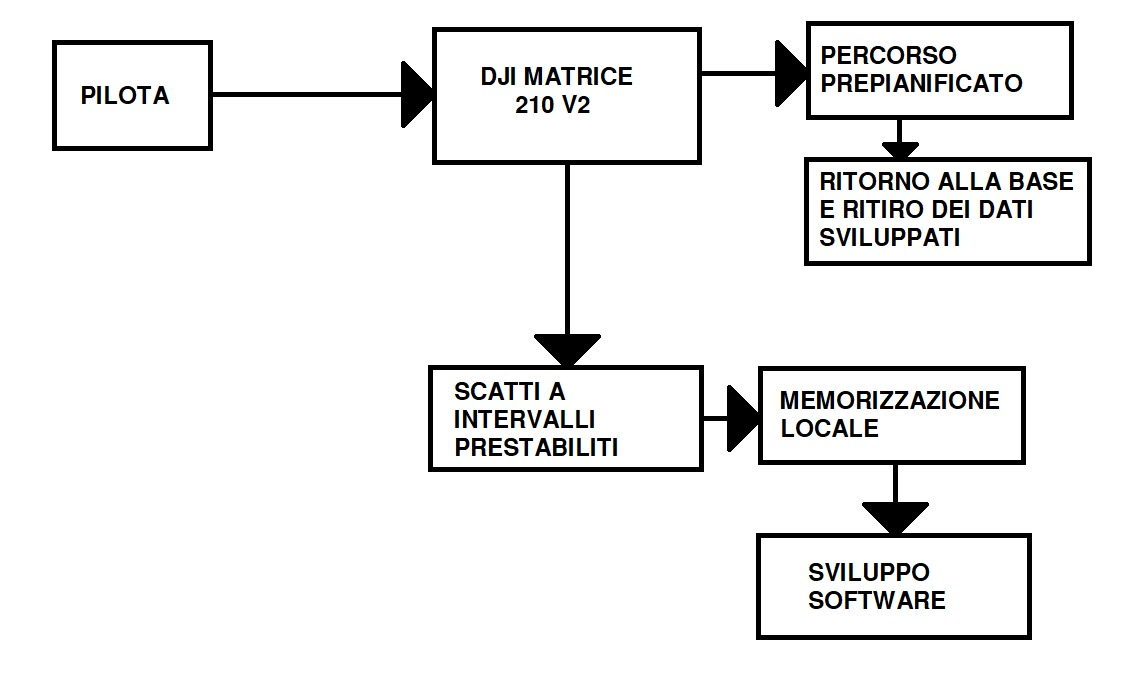 PILOTA
DJI MATRICE
210 V2
PERCORSO
PREPIANIFICATO
RITORNO ALLA BASE
E RITIRO DEI DATI
SVILUPPATI
SCATTI A
INTERVALLI
PRESTABILITI
MEMORIZZAZIONE
LOCALE
SVILUPPO
SOFTWARE